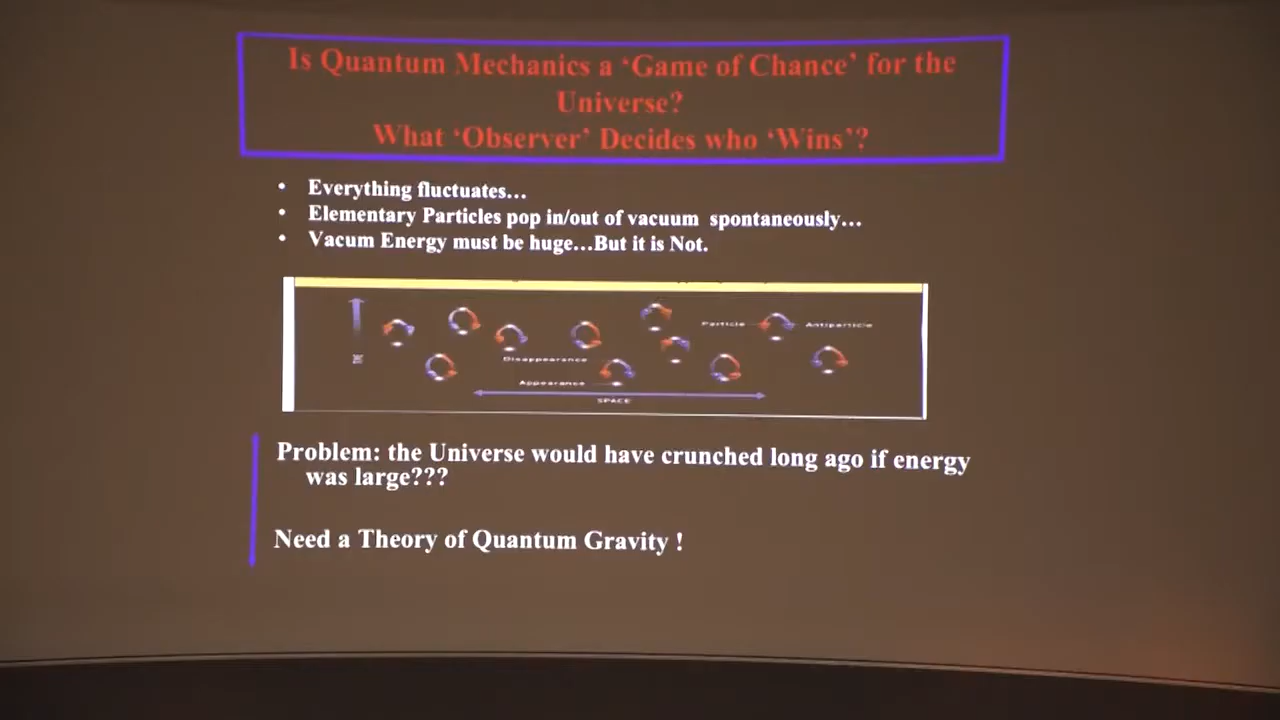 Is Quantum Mechanics a ‘Game of Chance’ for the
Universe?
What ‘Observer’ Decides who ‘Wins’?
• Everything fluctuates…
• Elementary Particles pop in/out of vacuum spontaneously…
• Vacum Energy must be huge…But it is Not.
Particle
Antiparticle
Disappearance
Appearance
SPACE
Problem: the Universe would have crunched long ago if energy
was large???
Need a Theory of Quantum Gravity !